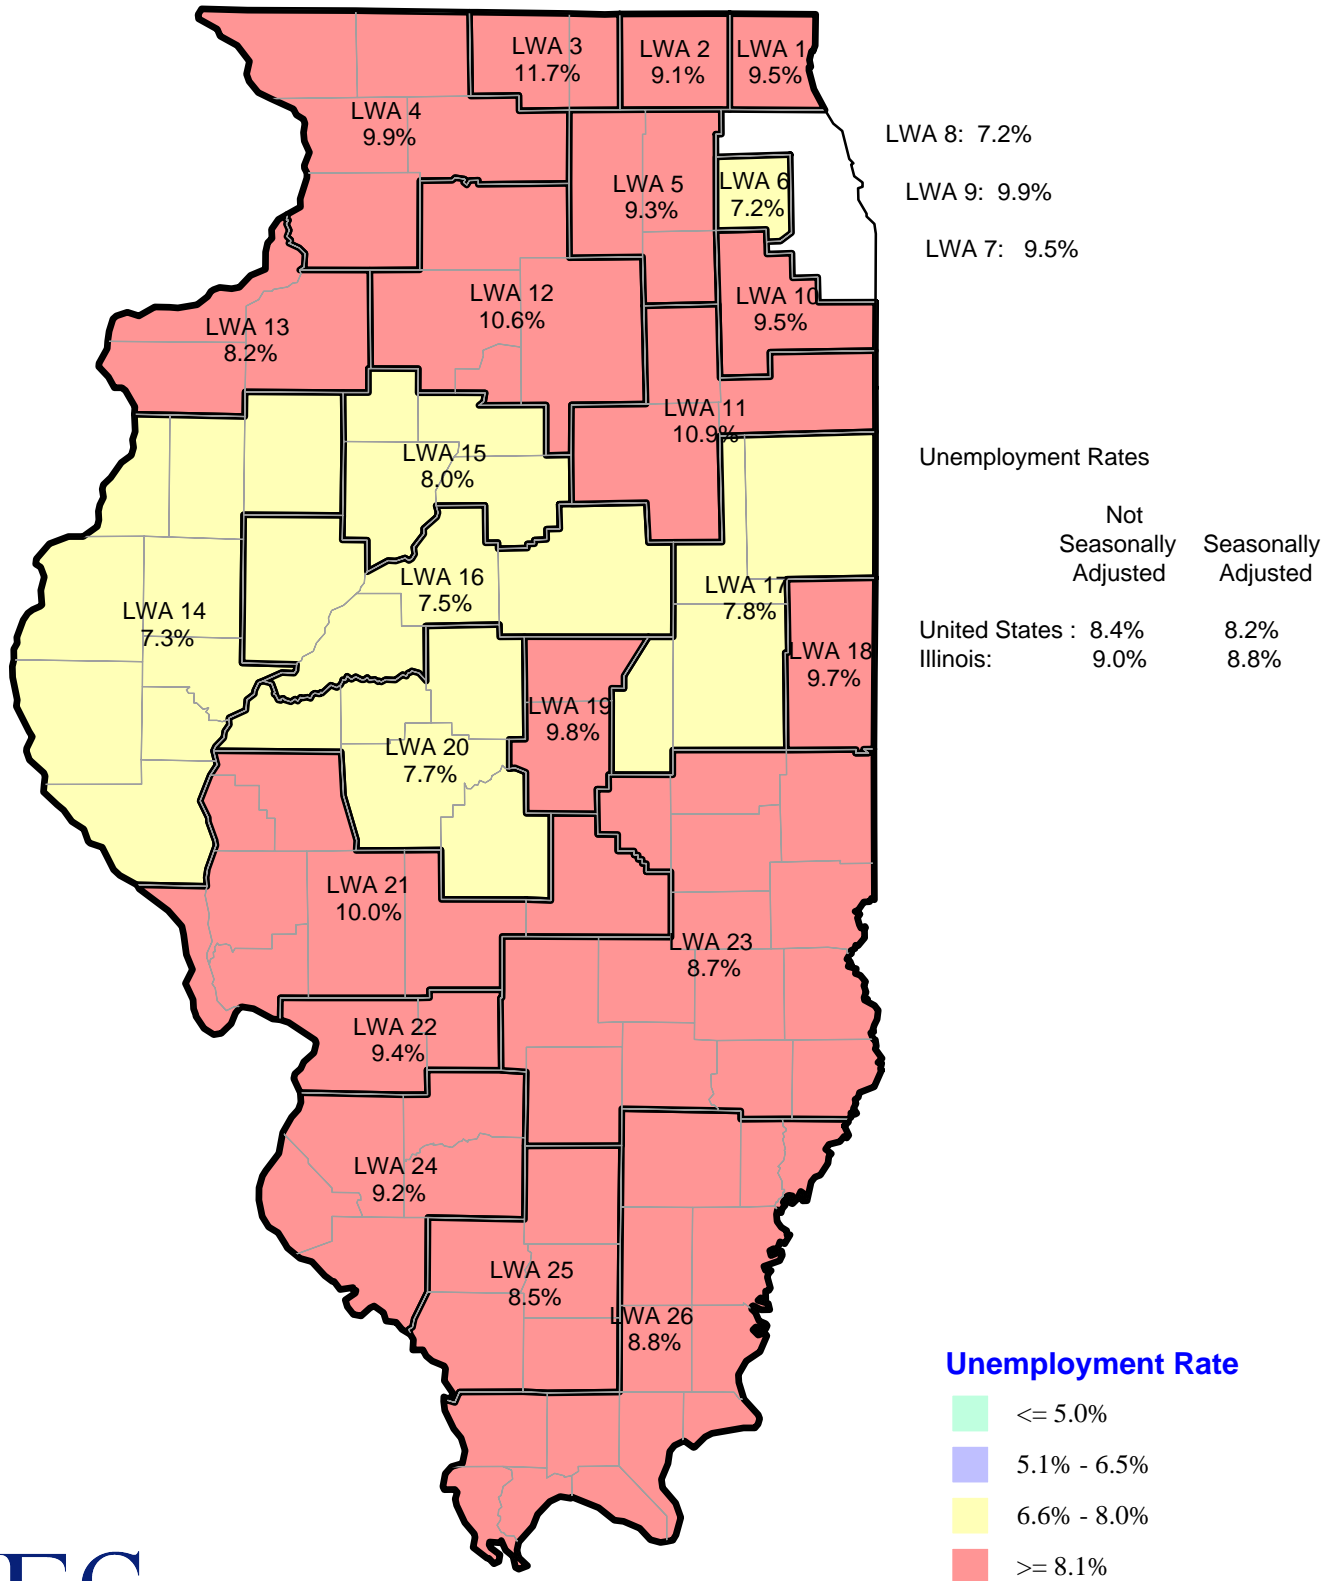 LWA 3
11.7%
LWA 2
9.1%
LWA 1
9.5%
LWA 4
9.9%
LWA 8: 7.2%
LWA 5
9.3%
LWA 6
7.2%
LWA 9: 9.9%
LWA 7: 9.5%
LWA 12
10.6%
LWA 10
9.5%
LWA 13
8.2%
LWA 11
10.9%
LWA 15
8.0%
Unemployment Rates
Not
Seasonally
Adjusted
Seasonally
Adjusted
United States : 8.4% 8.2%
Illinois: 9.0% 8.8%
LWA 16
7.5%
LWA 17
7.8%
LWA 14
7.3%
LWA 18
9.7%
LWA 19
9.8%
LWA 20
7.7%
LWA 21
10.0%
LWA 23
8.7%
LWA 22
9.4%
LWA 24
9.2%
LWA 25
8.5%
LWA 26
8.8%
Unemployment Rate
<= 5.0%
5.1% - 6.5%
6.6% - 8.0%
>= 8.1%